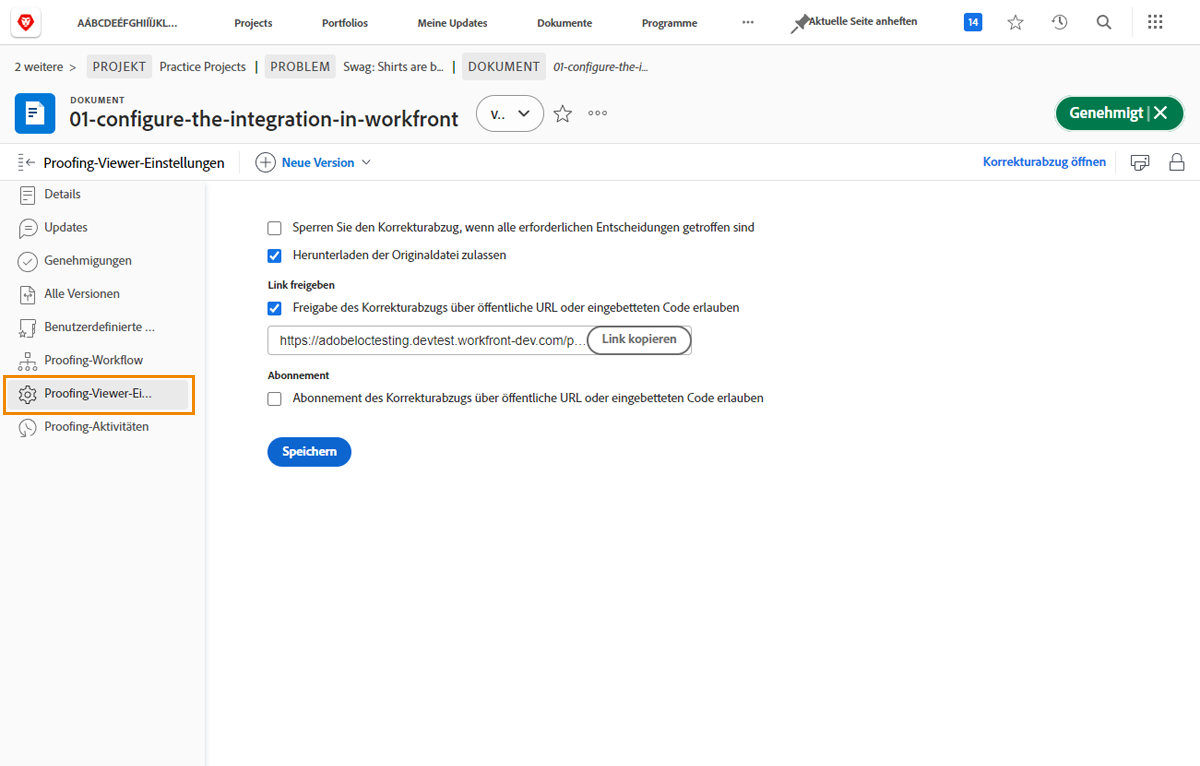 AÁBCDEÉFGHIÍJKL... Projects Portfolios Meine Updates Dokumente Programme Aktuelle Seite anheften 14
2 weitere > PROJEKT Practice Projects | PROBLEM Swag: Shirts are b... | DOKUMENT 01-configure-the-i...
DOKUMENT
01-configure-the-integration-in-workfront V.. Genehmigt
Proofing-Viewer-Einstellungen Neue Version Korrekturabzug öffnen
Details
Updates
Genehmigungen
Alle Versionen
Benutzerdefinierte ...
Proofing-Workflow
Proofing-Viewer-Ei...
Proofing-Aktivitäten
Sperren Sie den Korrekturabzug, wenn alle erforderlichen Entscheidungen getroffen sind
Herunterladen der Originaldatei zulassen
Link freigeben
Freigabe des Korrekturabzugs über öffentliche URL oder eingebetteten Code erlauben
https://adobeloctesting.devtest.workfront-dev.com/p... Link kopieren
Abonnement
Abonnement des Korrekturabzugs über öffentliche URL oder eingebetteten Code erlauben
Speichern